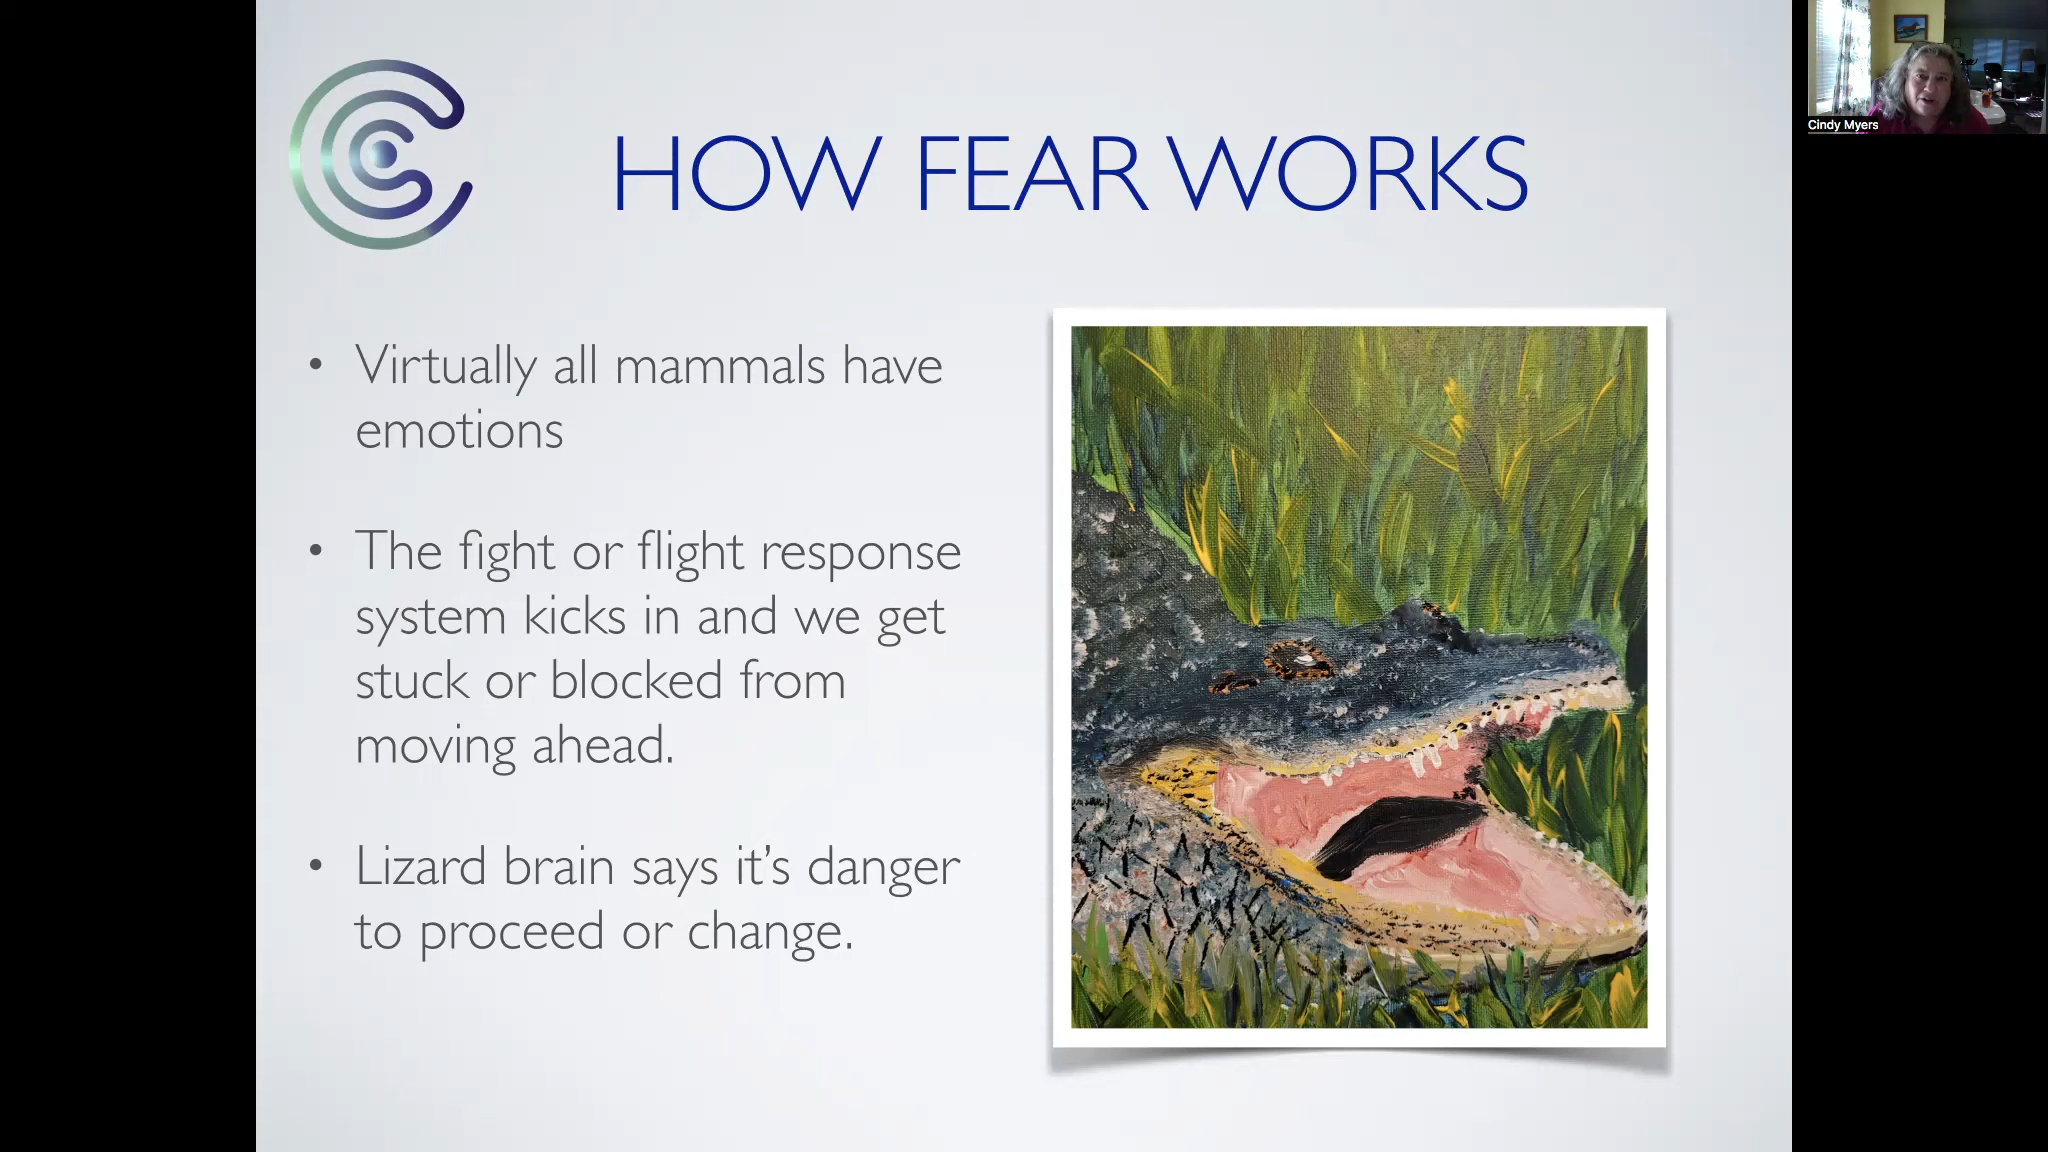 HOW FEAR WORKS
Cindy Myers
• Virtually all mammals have
emotions
• The fight or flight response
system kicks in and we get
stuck or blocked from
moving ahead.
• Lizard brain says it’s danger
to proceed or change.